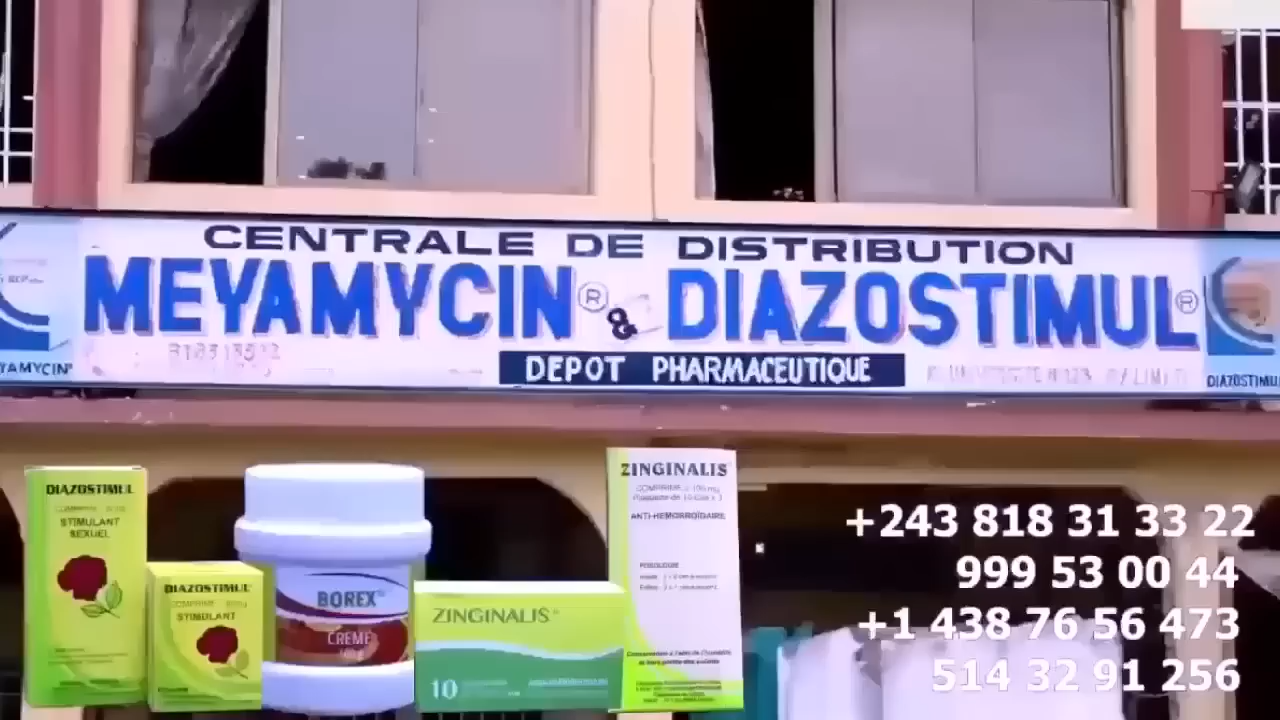 CENTRALE DE DISTRIBUTION
MEYAMYCIN® & DIAZOSTIMUL®
DEPOT PHARMACEUTIQUE
YAMYCIN®
DIAZOSTIMUL
DIAZOSTIMUL
STIMULANT
SEXUEL
DIAZOSTIMUL
STIMULANT
BOREX
CREME
ZINGINALIS
10
ZINGINALIS
ANTI-HEMORROÏDAIRE
POSOLOGIE
+243 818 31 33 22
999 53 00 44
+1 438 76 56 473
514 32 91 256